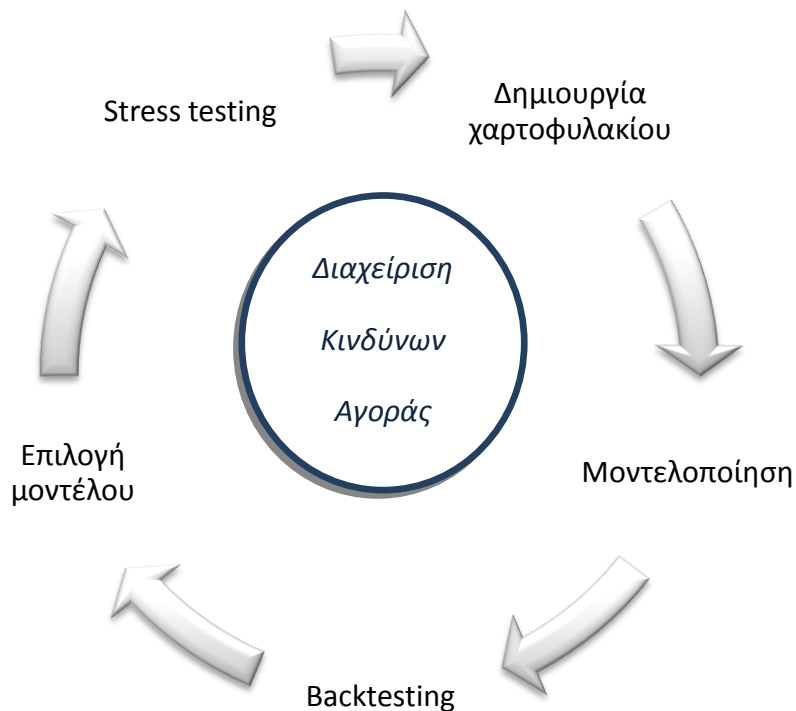 Stress testing
Δημιουργία
χαρτοφυλακίου
Διαχείριση
Κινδύνων
Αγοράς
Επιλογή
μοντέλου
Μοντελοποίηση
Backtesting